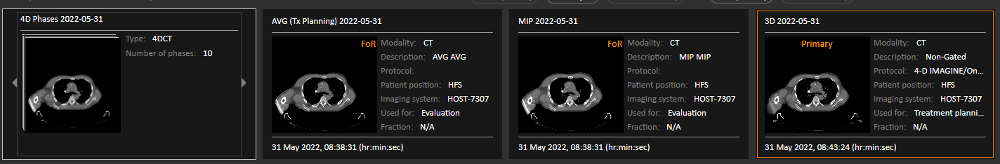 4D Phases 2022-05-31
Type: 4DCT
Number of phases: 10
AVG (Tx Planning) 2022-05-31
FoR
Modality: CT
Description: AVG AVG
Protocol:
Patient position: HFS
Imaging system: HOST-7307
Used for: Evaluation
Fraction: N/A
31 May 2022, 08:38:31 (hr:min:sec)
MIP 2022-05-31
FoR
Modality: CT
Description: MIP MIP
Protocol:
Patient position: HFS
Imaging system: HOST-7307
Used for: Evaluation
Fraction: N/A
31 May 2022, 08:38:31 (hr:min:sec)
3D 2022-05-31
Primary
Modality: CT
Description: Non-Gated
Protocol: 4-D IMAGINE/On...
Patient position: HFS
Imaging system: HOST-7307
Used for: Treatment planni...
Fraction: N/A
31 May 2022, 08:43:24 (hr:min:sec)